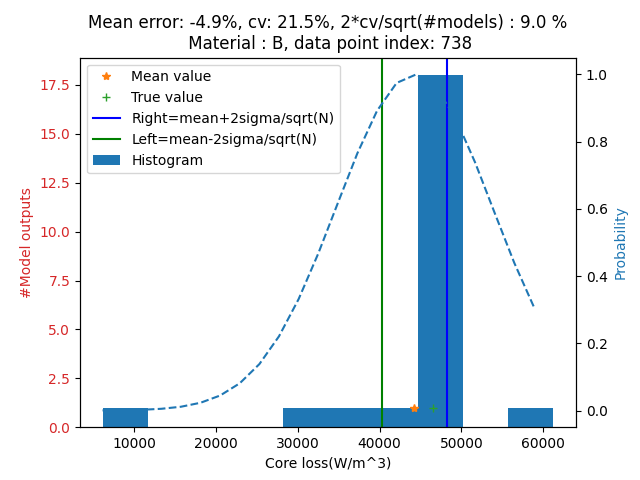 Mean error: -4.9%, cv: 21.5%, 2*cv/sqrt(#models) : 9.0 %
Material : B, data point index: 738
Mean value
True value
Right=mean+2sigma/sqrt(N)
Left=mean-2sigma/sqrt(N)
Histogram
#Model outputs
17.5
15.0
12.5
10.0
7.5
5.0
2.5
0.0
1.0
0.8
0.6
0.4
0.2
0.0
Probability
10000 20000 30000 40000 50000 60000
Core loss(W/m^3)